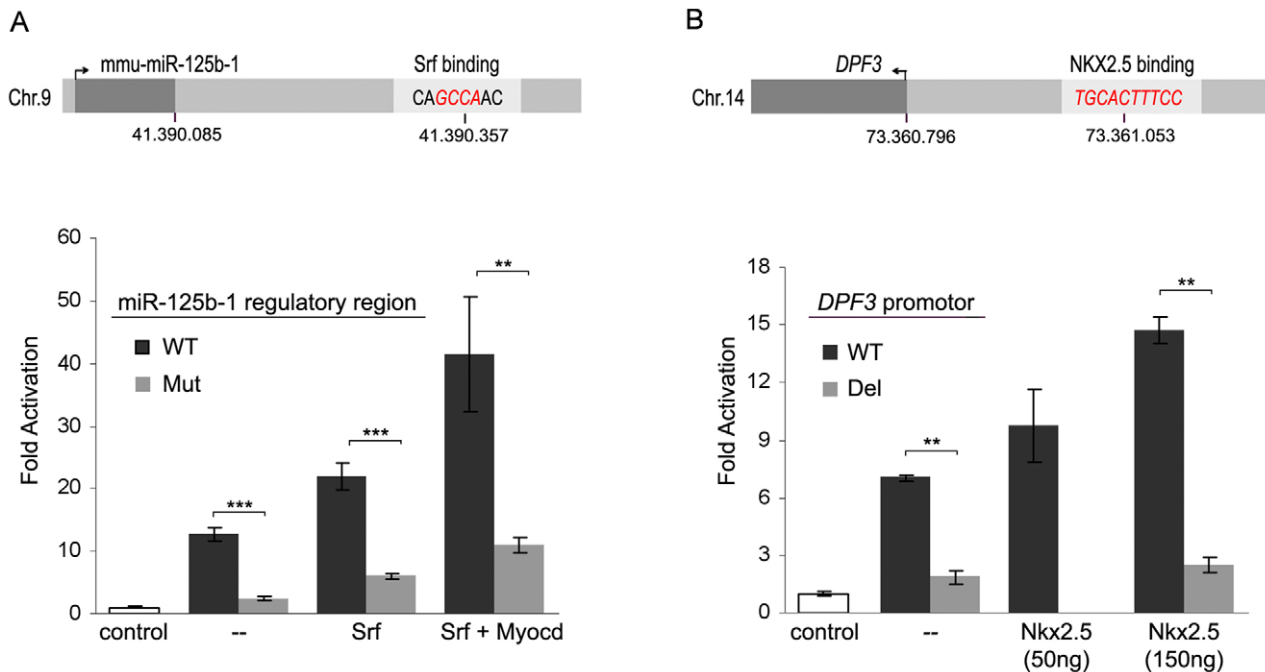 A
mmu-miR-125b-1 Srf binding
Chr.9 CAGCCAAC
41.390.085 41.390.357
60
50
40
30
20
10
0
Fold Activation
miR-125b-1 regulatory region
WT
Mut
***
***
**
control -- Srf Srf + Myocd
B
DPF3 NKX2.5 binding
Chr.14 TGCACTTTCC
73.360.796 73.361.053
18
15
12
9
6
3
0
Fold Activation
DPF3 promotor
WT
Del
**
**
control -- Nkx2.5 Nkx2.5
(50ng) (150ng)